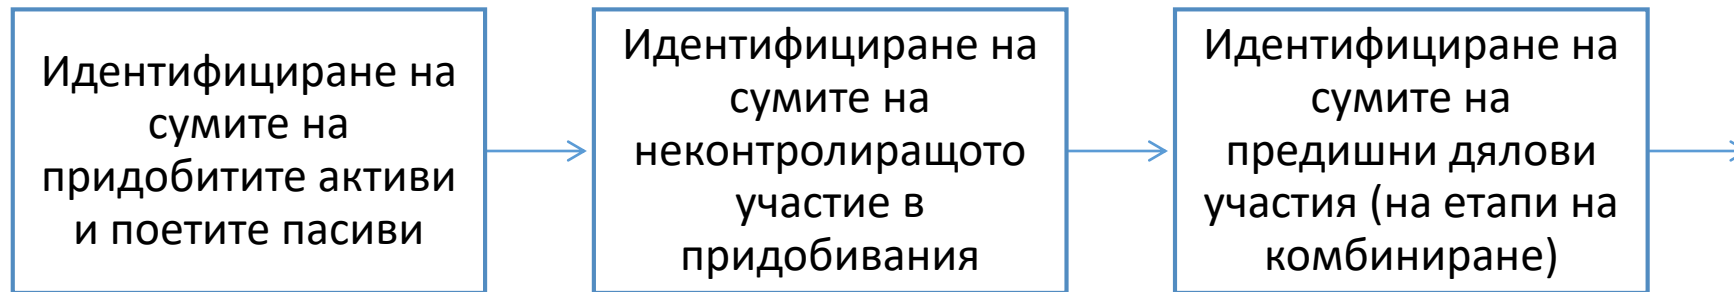 Идентифициране на
сумите на
придобитите активи
и поетите пасиви
Идентифициране на
сумите на
неконтролиращото
участие в
придобивания
Идентифициране на
сумите на
предишни дялови
участия (на етапи на
комбиниране)